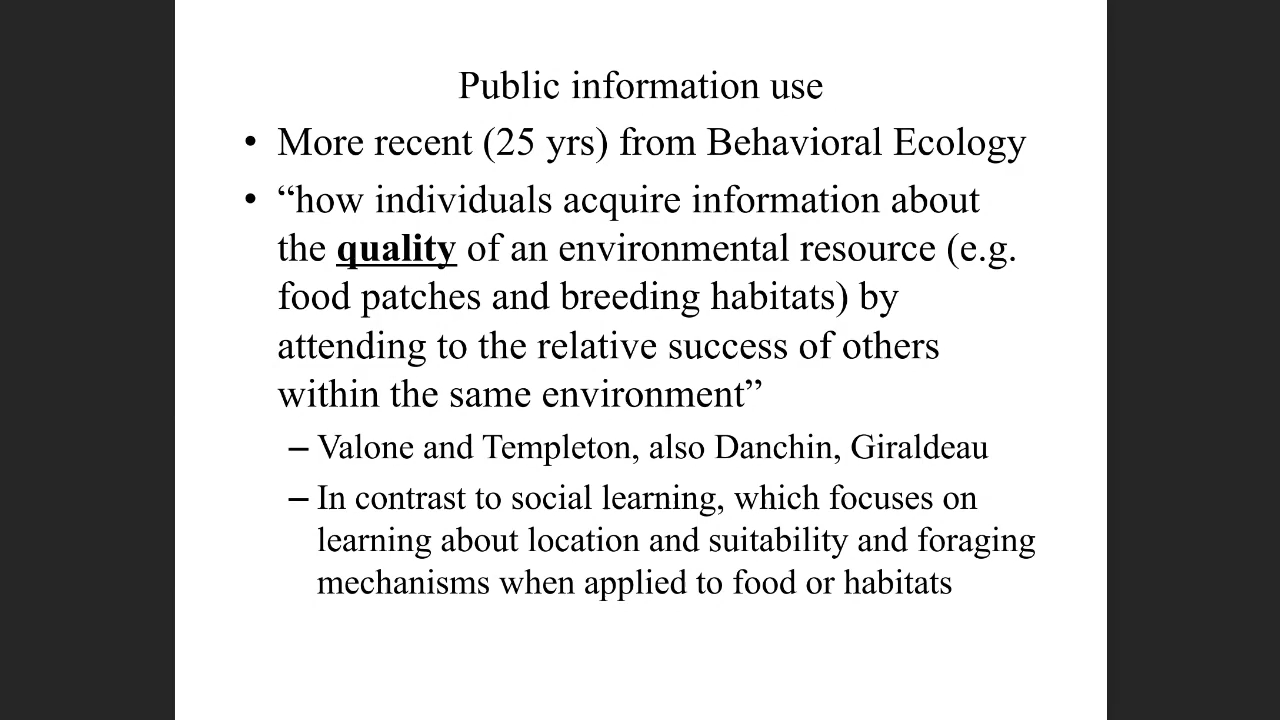 Public information use
• More recent (25 yrs) from Behavioral Ecology
• “how individuals acquire information about
the quality of an environmental resource (e.g.
food patches and breeding habitats) by
attending to the relative success of others
within the same environment”
– Valone and Templeton, also Danchin, Giraldeau
– In contrast to social learning, which focuses on
learning about location and suitability and foraging
mechanisms when applied to food or habitats